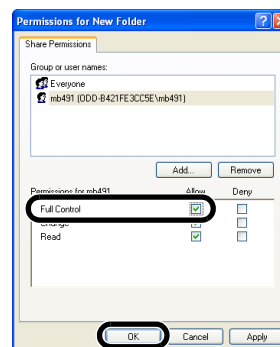 Permissions for New Folder
Share Permissions
Group or user names:
Everyone
mb491 (ODD-B421FE3CC5E\mb491)
Add... Remove
Permissions for mb491 Allow Deny
Full Control
Change
Read
OK Cancel Apply